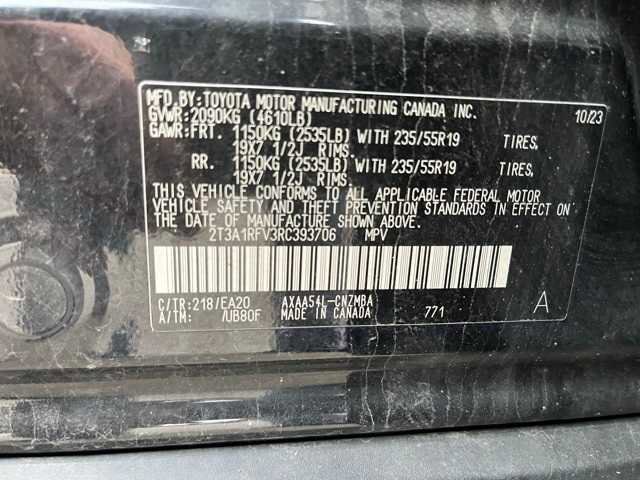 MFD.BY:TOYOTA MOTOR MANUFACTURING CANADA INC. 10/23
GVWR:2090KG (4610LB)
GAWR:FRT. 1150KG (2535LB) WITH 235/55R19 TIRES,
19X7 1/2J RIMS.
RR. 1150KG (2535LB) WITH 235/55R19 TIRES,
19X7 1/2J RIMS.
THIS VEHICLE CONFORMS TO ALL APPLICABLE FEDERAL MOTOR
VEHICLE SAFETY AND THEFT PREVENTION STANDARDS IN EFFECT ON
THE DATE OF MANUFACTURE SHOWN ABOVE.
2T3A1RFV3RC393706 MPV
C/TR:218/EA20 AXAA54L-CNZMBA A
A/TM: /UB80F MADE IN CANADA 771